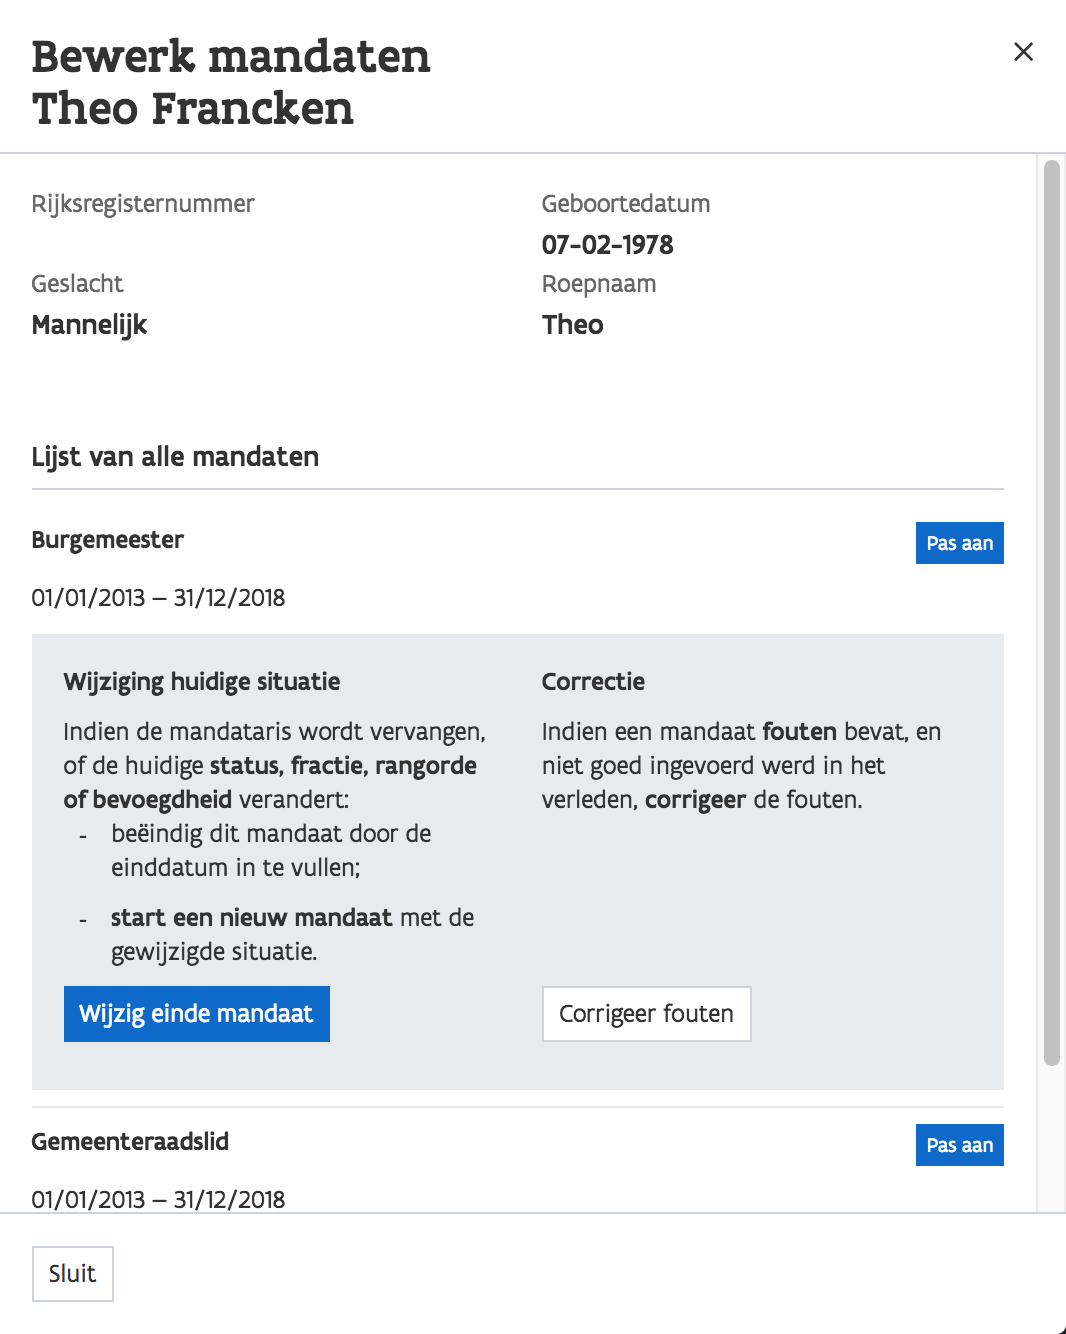 Bewerk mandaten
Theo Francken
Rijksregisternummer
Geboortedatum
07-02-1978
Geslacht
Mannelijk
Roepnaam
Theo
Lijst van alle mandaten
Burgemeester
Pas aan
01/01/2013 – 31/12/2018
Wijziging huidige situatie
Indien de mandataris wordt vervangen,
of de huidige status, fractie, rangorde
of bevoegdheid verandert:
- beëindig dit mandaat door de
einddatum in te vullen;
- start een nieuw mandaat met de
gewijzigde situatie.
Wijzig einde mandaat
Correctie
Indien een mandaat fouten bevat, en
niet goed ingevoerd werd in het
verleden, corrigeer de fouten.
Corrigeer fouten
Gemeenteraadslid
Pas aan
01/01/2013 – 31/12/2018
Sluit